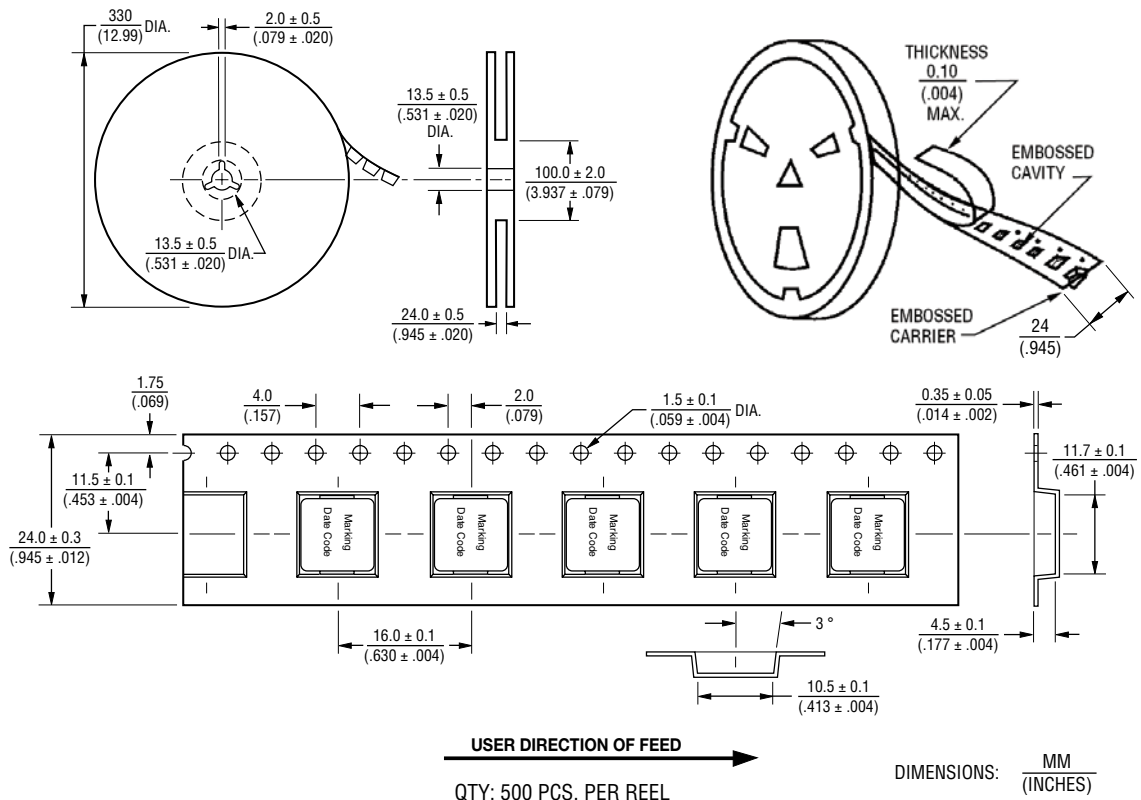 330
(12.99) DIA.
2.0 ± 0.5
(.079 ± .020)
13.5 ± 0.5
(.531 ± .020)
DIA.
100.0 ± 2.0
(3.937 ± .079)
13.5 ± 0.5
(.531 ± .020) DIA.
24.0 ± 0.5
(.945 ± .020)
THICKNESS
0.10
(.004)
MAX.
EMBOSSED
CAVITY
EMBOSSED
CARRIER
24
(.945)
1.75
(.069)
4.0
(.157)
2.0
(.079)
1.5 ± 0.1
(.059 ± .004) DIA.
0.35 ± 0.05
(.014 ± .002)
11.5 ± 0.1
(.453 ± .004)
11.7 ± 0.1
(.461 ± .004)
24.0 ± 0.3
(.945 ± .012)
Marking
Date Code
Marking
Date Code
Marking
Date Code
Marking
Date Code
Marking
Date Code
16.0 ± 0.1
(.630 ± .004)
3 °
4.5 ± 0.1
(.177 ± .004)
10.5 ± 0.1
(.413 ± .004)
USER DIRECTION OF FEED
QTY: 500 PCS. PER REEL
DIMENSIONS: MM
(INCHES)